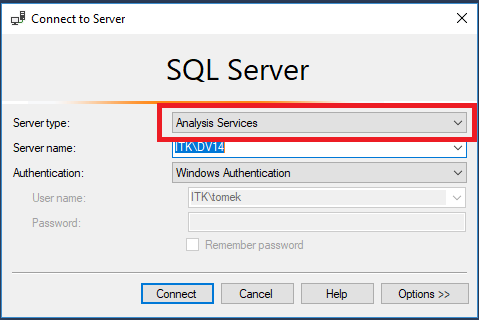 Connect to Server
SQL Server
Server type: Analysis Services
Server name: ITK\DV14
Authentication: Windows Authentication
User name: ITK\tomek
Password:
Remember password
Connect Cancel Help Options >>